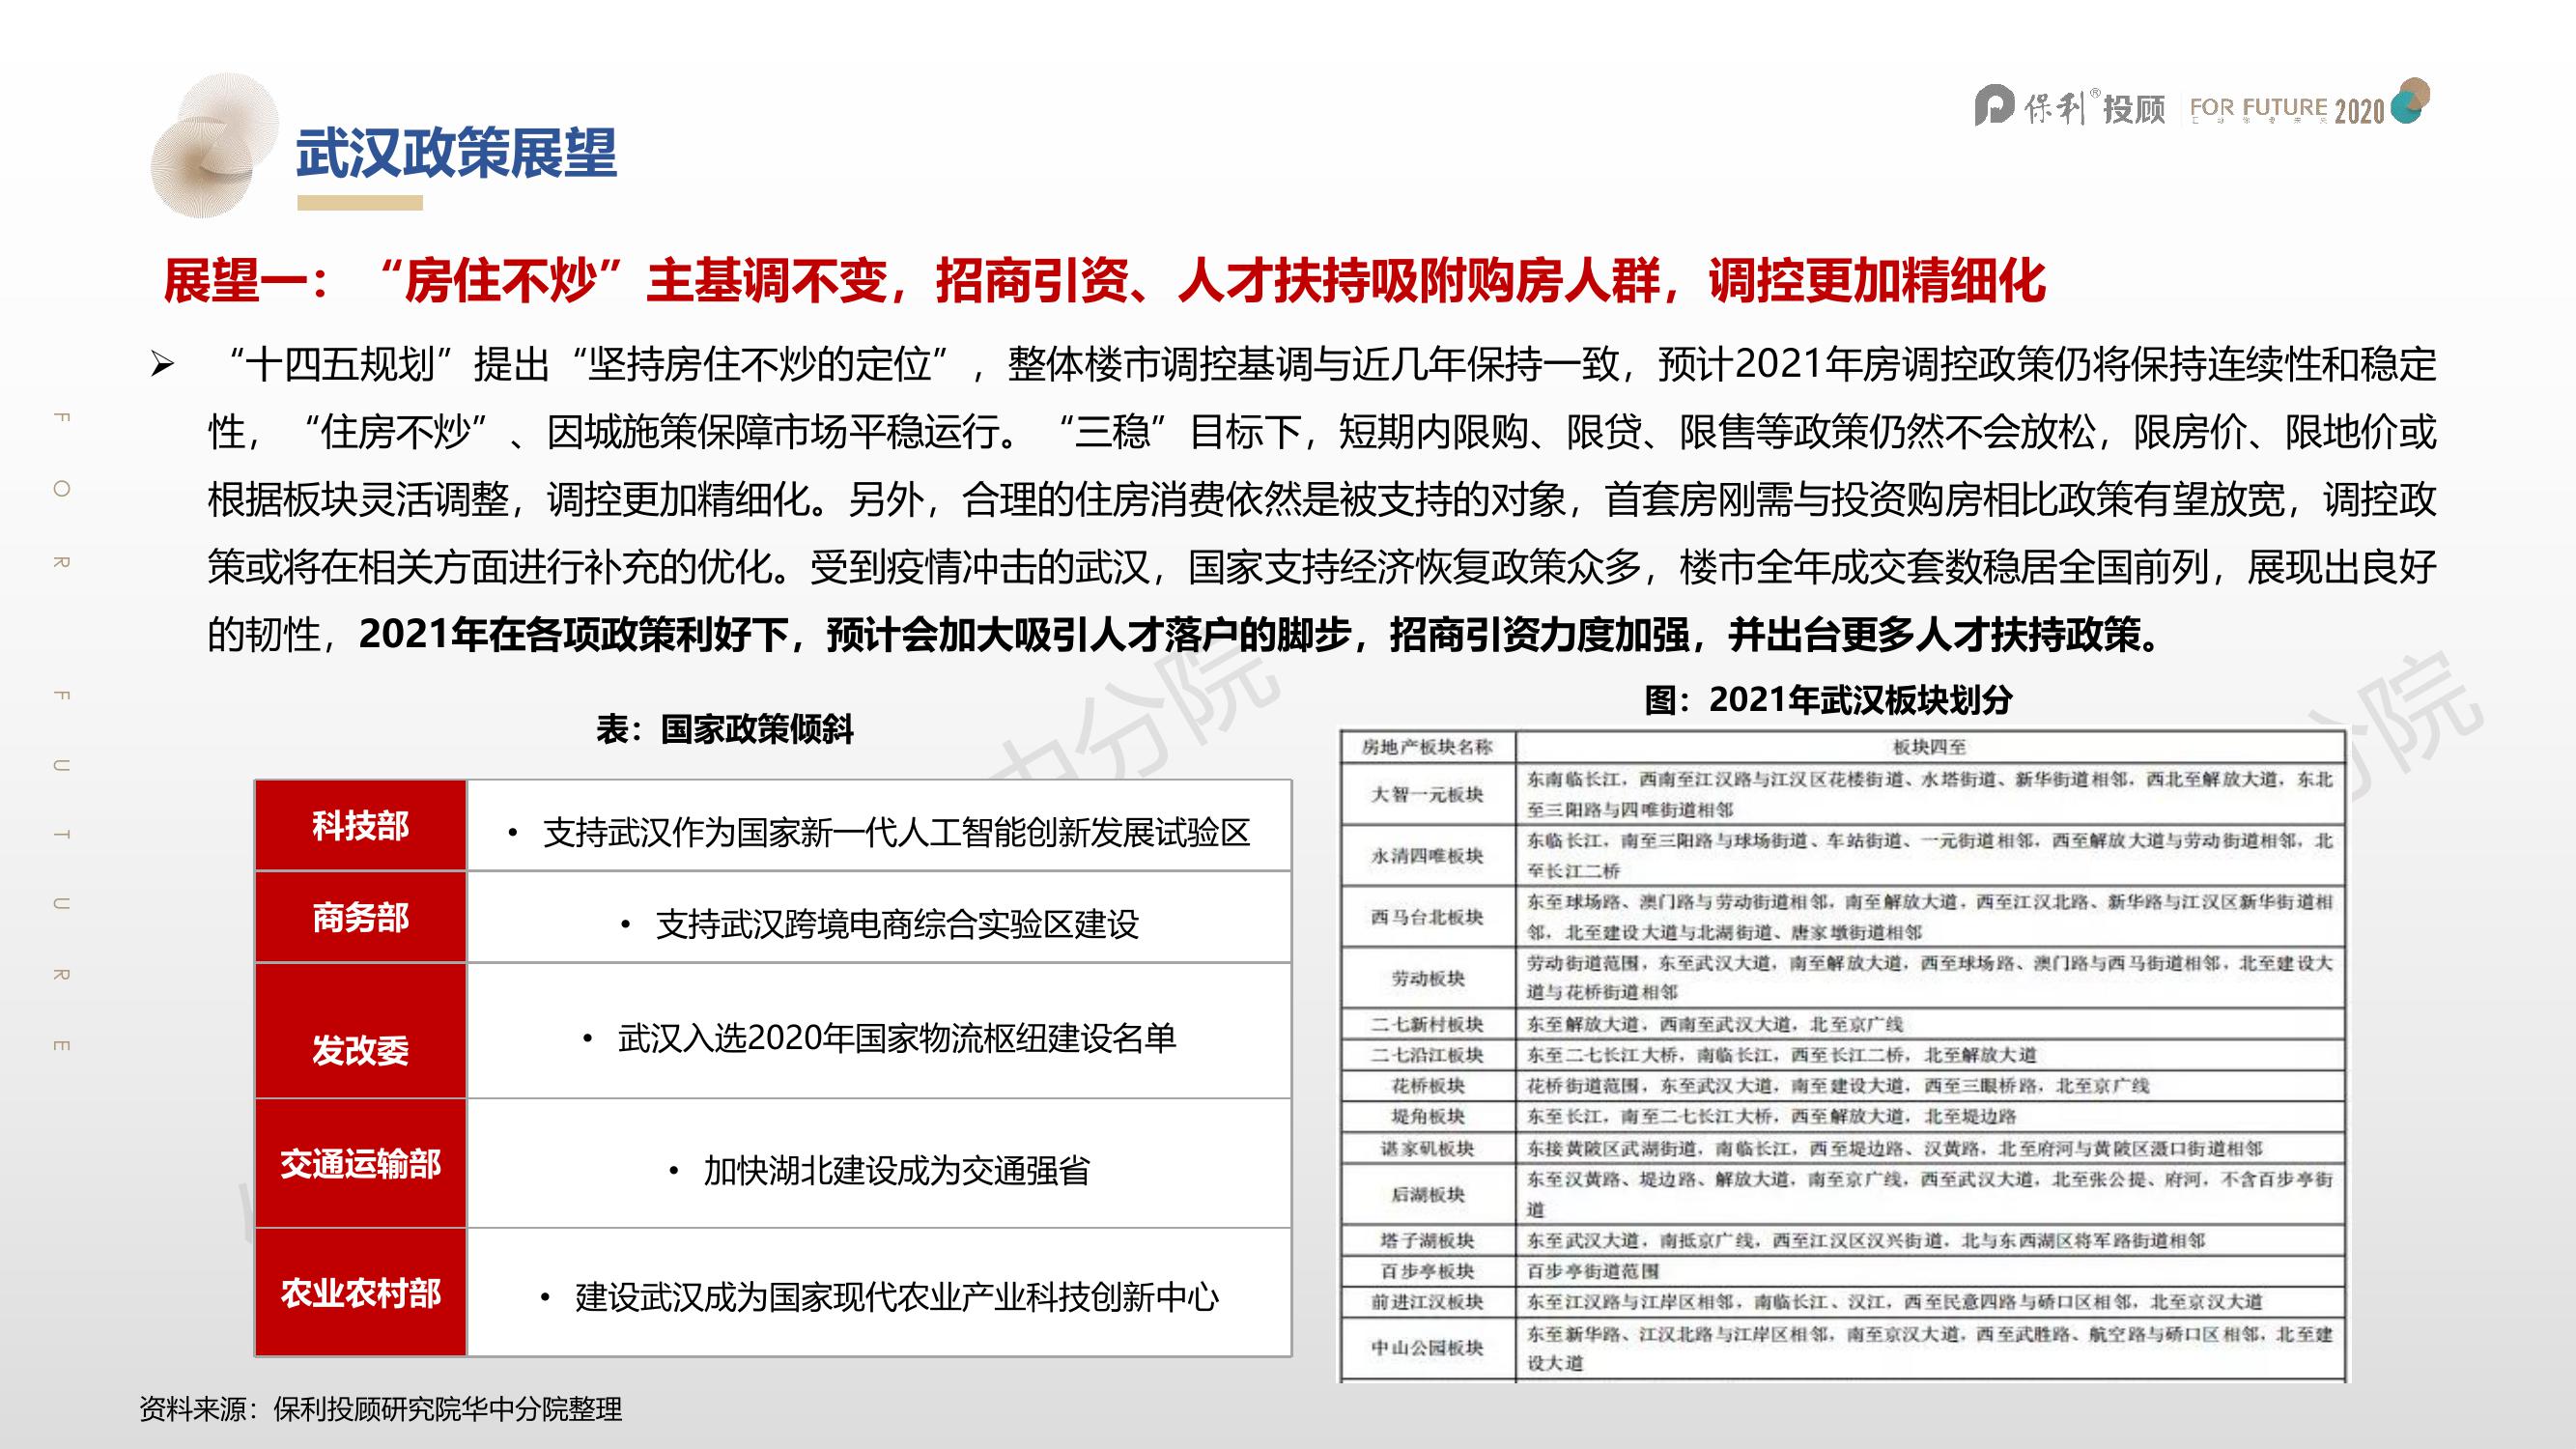 保利®投顾 FOR FUTURE 2020
武汉政策展望
展望一：“房住不炒”主基调不变，招商引资、人才扶持吸附购房人群，调控更加精细化
➢ “十四五规划”提出“坚持房住不炒的定位”，整体楼市调控基调与近几年保持一致，预计2021年房调控政策仍将保持连续性和稳定
性，“住房不炒”、因城施策保障市场平稳运行。“三稳”目标下，短期内限购、限贷、限售等政策仍然不会放松，限房价、限地价或
根据板块灵活调整，调控更加精细化。另外，合理的住房消费依然是被支持的对象，首套房刚需与投资购房相比政策有望放宽，调控政
策或将在相关方面进行补充的优化。受到疫情冲击的武汉，国家支持经济恢复政策众多，楼市全年成交套数稳居全国前列，展现出良好
的韧性，2021年在各项政策利好下，预计会加大吸引人才落户的脚步，招商引资力度加强，并出台更多人才扶持政策。
FOR FUTURE
表：国家政策倾斜
科技部 • 支持武汉作为国家新一代人工智能创新发展试验区
商务部 • 支持武汉跨境电商综合实验区建设
发改委 • 武汉入选2020年国家物流枢纽建设名单
交通运输部 • 加快湖北建设成为交通强省
农业农村部 • 建设武汉成为国家现代农业产业科技创新中心
图：2021年武汉板块划分
房地产板块名称 板块四至
大智一元板块 东南临长江，西南至江汉路与江汉区花楼街道、水塔街道、新华街道相邻，西北至解放大道，东北
至三阳路与四唯街道相邻
永清四唯板块 东临长江，南至三阳路与球场街道、车站街道、一元街道相邻，西至解放大道与劳动街道相邻，北
至长江二桥
西马台北板块 东至球场路、澳门路与劳动街道相邻，南至解放大道，西至江汉北路、新华路与江汉区新华街道相
邻，北至建设大道与北湖街道、唐家墩街道相邻
劳动板块 劳动街道范围，东至武汉大道，南至解放大道，西至球场路、澳门路与西马街道相邻，北至建设大
道与花桥街道相邻
二七新村板块 东至解放大道，西南至武汉大道，北至京广线
二七沿江板块 东至二七长江大桥，南临长江，西至长江二桥，北至解放大道
花桥板块 花桥街道范围，东至武汉大道，南至建设大道，西至三眼桥路，北至京广线
堤角板块 东至长江，南至二七长江大桥，西至解放大道，北至堤边路
谌家矶板块 东接黄陂区武湖街道，南临长江，西至堤边路、汉黄路，北至府河与黄陂区滠口街道相邻
后湖板块 东至汉黄路、堤边路、解放大道，南至京广线，西至武汉大道，北至张公提、府河，不含百步亭街
道
塔子湖板块 东至武汉大道，南抵京广线，西至江汉区汉兴街道，北与东西湖区将军路街道相邻
百步亭板块 百步亭街道范围
前进江汉板块 东至江汉路与江岸区相邻，南临长江、汉江，西至民意四路与硚口区相邻，北至京汉大道
中山公园板块 东至新华路、江汉北路与江岸区相邻，南至京汉大道，西至武胜路、航空路与硚口区相邻，北至建
设大道
资料来源：保利投顾研究院华中分院整理
中分院
分院